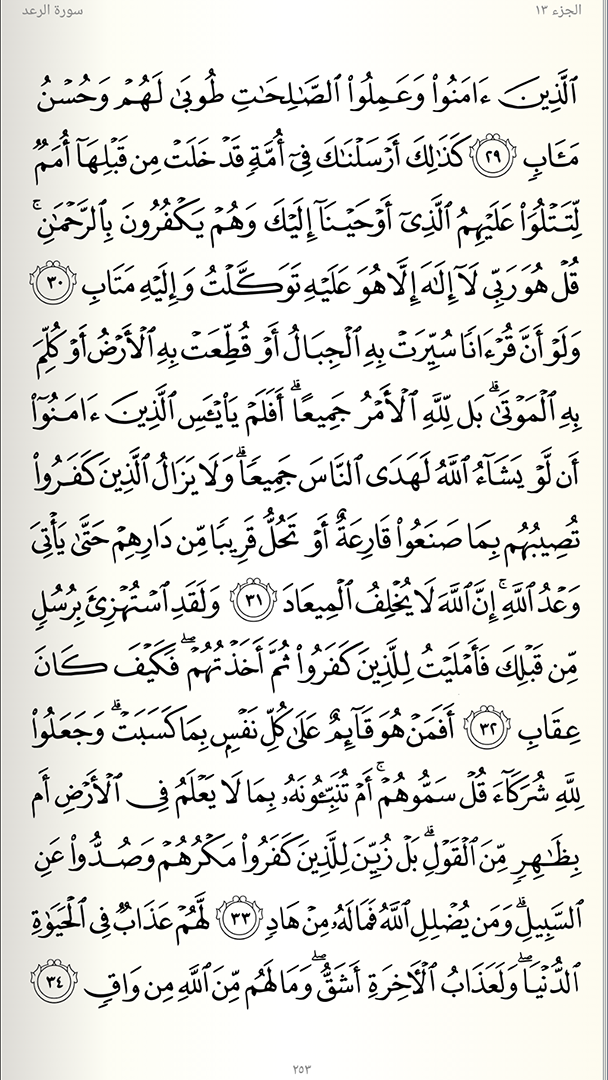 الجزء ١٣
سورة الرعد
ٱلَّذِينَ ءَامَنُوا۟ وَعَمِلُوا۟ ٱلصَّـٰلِحَـٰتِ طُوبَىٰ لَهُمْ وَحُسْنُ
مَـَٔابٍ ٢٩ كَذَٰلِكَ أَرْسَلْنَـٰكَ فِىٓ أُمَّةٍ قَدْ خَلَتْ مِن قَبْلِهَآ أُمَمٌ
لِّتَتْلُوَا۟ عَلَيْهِمُ ٱلَّذِىٓ أَوْحَيْنَآ إِلَيْكَ وَهُمْ يَكْفُرُونَ بِٱلرَّحْمَـٰنِ ۚ
قُلْ هُوَ رَبِّى لَآ إِلَـٰهَ إِلَّا هُوَ عَلَيْهِ تَوَكَّلْتُ وَإِلَيْهِ مَتَابِ ٣٠
وَلَوْ أَنَّ قُرْءَانًا سُيِّرَتْ بِهِ ٱلْجِبَالُ أَوْ قُطِّعَتْ بِهِ ٱلْأَرْضُ أَوْ كُلِّمَ
بِهِ ٱلْمَوْتَىٰ ۗ بَل لِّلَّهِ ٱلْأَمْرُ جَمِيعًا ۗ أَفَلَمْ يَا۟يْـَٔسِ ٱلَّذِينَ ءَامَنُوٓا۟
أَن لَّوْ يَشَآءُ ٱللَّهُ لَهَدَى ٱلنَّاسَ جَمِيعًا ۗ وَلَا يَزَالُ ٱلَّذِينَ كَفَرُوا۟
تُصِيبُهُم بِمَا صَنَعُوا۟ قَارِعَةٌ أَوْ تَحُلُّ قَرِيبًا مِّن دَارِهِمْ حَتَّىٰ يَأْتِىَ
وَعْدُ ٱللَّهِ ۚ إِنَّ ٱللَّهَ لَا يُخْلِفُ ٱلْمِيعَادَ ٣١ وَلَقَدِ ٱسْتُهْزِئَ بِرُسُلٍ
مِّن قَبْلِكَ فَأَمْلَيْتُ لِلَّذِينَ كَفَرُوا۟ ثُمَّ أَخَذْتُهُمْ ۖ فَكَيْفَ كَانَ
عِقَابِ ٣٢ أَفَمَنْ هُوَ قَآئِمٌ عَلَىٰ كُلِّ نَفْسٍۭ بِمَا كَسَبَتْ ۗ وَجَعَلُوا۟
لِلَّهِ شُرَكَآءَ قُلْ سَمُّوهُمْ ۚ أَمْ تُنَبِّـُٔونَهُۥ بِمَا لَا يَعْلَمُ فِى ٱلْأَرْضِ أَم
بِظَـٰهِرٍ مِّنَ ٱلْقَوْلِ ۗ بَلْ زُيِّنَ لِلَّذِينَ كَفَرُوا۟ مَكْرُهُمْ وَصُدُّوا۟ عَنِ
ٱلسَّبِيلِ ۗ وَمَن يُضْلِلِ ٱللَّهُ فَمَا لَهُۥ مِنْ هَادٍ ٣٣ لَّهُمْ عَذَابٌ فِى ٱلْحَيَوٰةِ
ٱلدُّنْيَا ۖ وَلَعَذَابُ ٱلْـَٔاخِرَةِ أَشَقُّ ۖ وَمَا لَهُم مِّنَ ٱللَّهِ مِن وَاقٍ ٣٤
٢٥٣